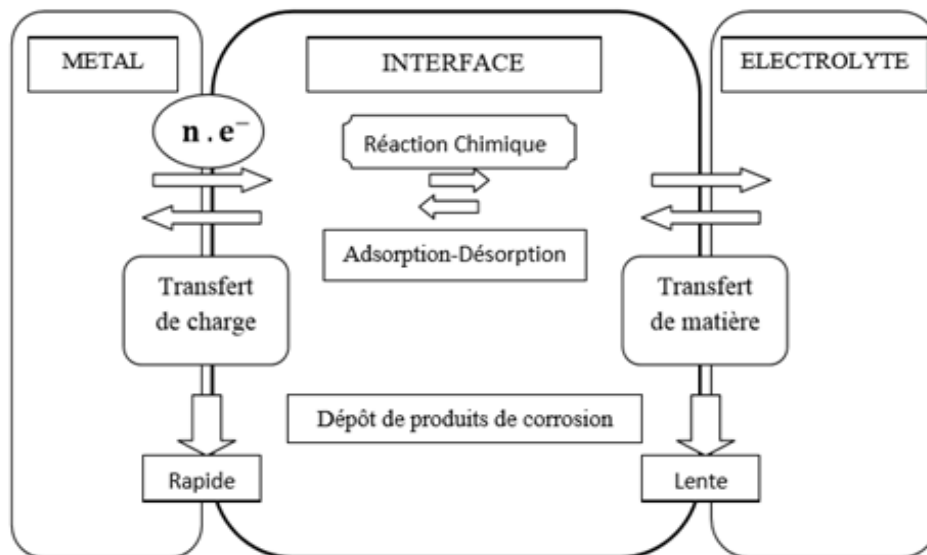 METAL
INTERFACE
ELECTROLYTE
n . e⁻
Réaction Chimique
Adsorption-Désorption
Transfert
de charge
Transfert
de matière
Dépôt de produits de corrosion
Rapide
Lente